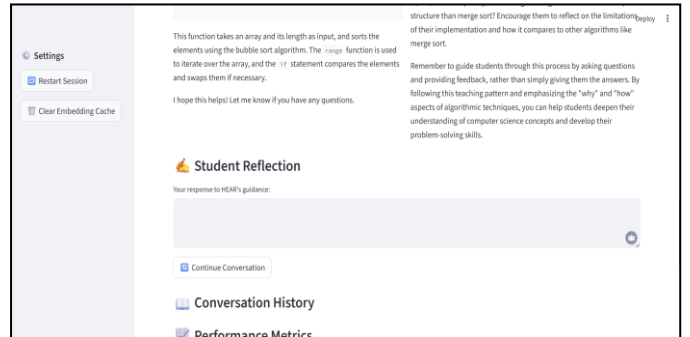 Settings
Restart Session
Clear Embedding Cache
This function takes an array and its length as input, and sorts the
elements using the bubble sort algorithm. The range function is used
to iterate over the array, and the if statement compares the elements
and swaps them if necessary.
I hope this helps! Let me know if you have any questions.
structure than merge sort? Encourage them to reflect on the limitations
of their implementation and how it compares to other algorithms like
merge sort.
Remember to guide students through this process by asking questions
and providing feedback, rather than simply giving them the answers. By
following this teaching pattern and emphasizing the "why" and "how"
aspects of algorithmic techniques, you can help students deepen their
understanding of computer science concepts and develop their
problem-solving skills.
Deploy
Student Reflection
Your response to HEAR's guidance:
Continue Conversation
Conversation History
Performance Metrics